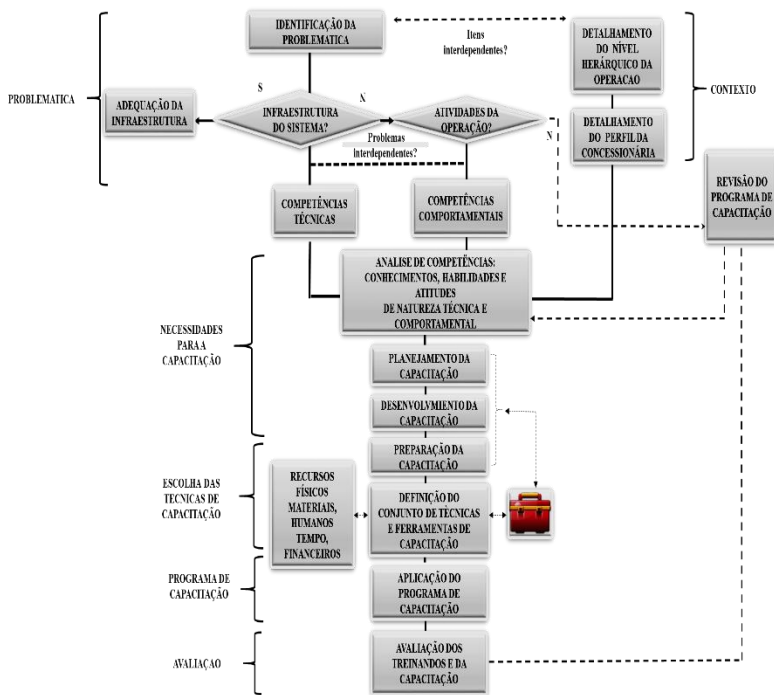 IDENTIFICAÇÃO DA
PROBLEMATICA
Itens
interdependentes?
DETALHAMENTO
DO NÍVEL
HERÁRQUICO DA
OPERACAO
PROBLEMATICA
CONTEXTO
S
N
ADEQUAÇÃO DA
INFRAESTRUTURA
INFRAESTRUTURA
DO SISTEMA?
ATIVIDADES DA
OPERAÇÃO?
N
DETALHAMENTO
DO PERFIL DA
CONCESSIONÁRIA
Problemas
interdependentes?
REVISÃO DO
PROGRAMA DE
CAPACITAÇÃO
COMPETÊNCIAS
TÉCNICAS
COMPETÊNCIAS
COMPORTAMENTAIS
ANALISE DE COMPETÊNCIAS:
CONHECIMENTOS, HABILIDADES E
ATITUDES
DE NATUREZA TÉCNICA E
COMPORTAMENTAL
NECESSIDADES
PARA A
CAPACITAÇÃO
PLANEJAMENTO DA
CAPACITAÇÃO
DESENVOLVMIENTO DA
CAPACITAÇÃO
PREPARAÇÃO DA
CAPACITAÇÃO
ESCOLHA DAS
TECNICAS DE
CAPACITAÇÃO
RECURSOS
FÍSICOS
MATERIAIS,
HUMANOS
TEMPO,
FINANCEIROS
DEFINIÇÃO DO
CONJUNTO DE TÉCNICAS
E FERRAMENTAS DE
CAPACITAÇÃO
PROGRAMA DE
CAPACITAÇÃO
APLICAÇÃO DO
PROGRAMA DE
CAPACITAÇÃO
AVALIAÇAO
AVALIAÇÃO DOS
TREINANDOS E DA
CAPACITAÇÃO